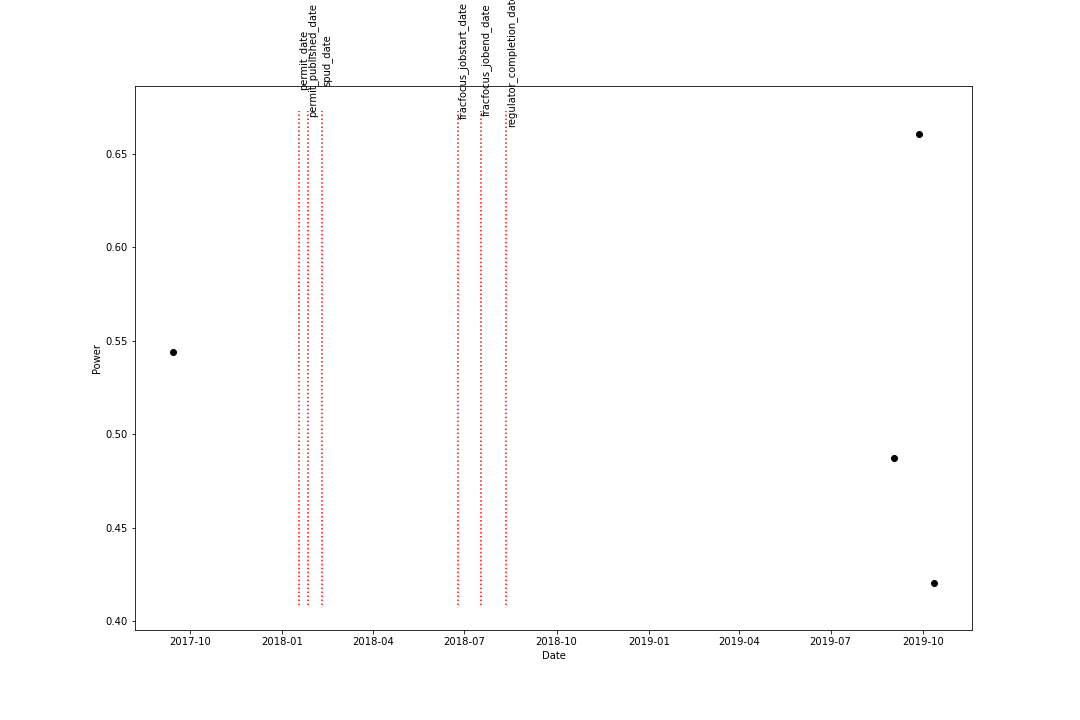 permit_date
permit_published_date
spud_date
fracfocus_jobstart_date
fracfocus_jobend_date
regulator_completion_date
0.65
0.60
0.55
0.50
0.45
0.40
Power
2017-10
2018-01
2018-04
2018-07
2018-10
2019-01
2019-04
2019-07
2019-10
Date